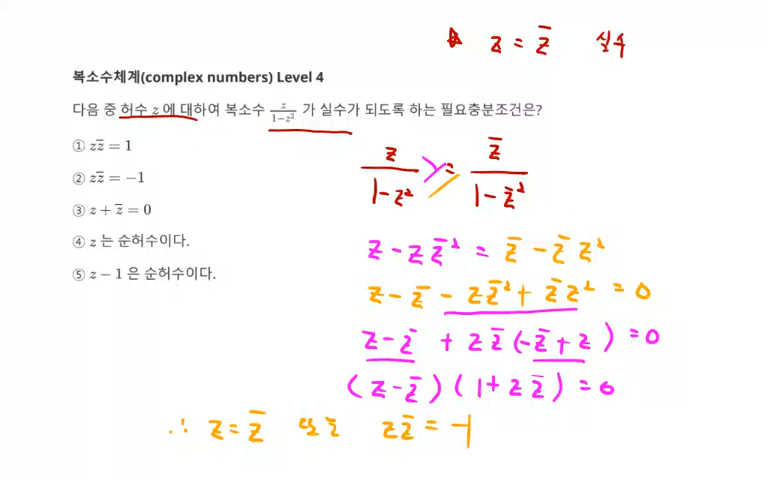 ★ z = z̄ 실수
복소수체계(complex numbers) Level 4
다음 중 허수 z 에 대하여 복소수 z/(1−z²) 가 실수가 되도록 하는 필요충분조건은?
① zz̄ = 1
② zz̄ = −1
③ z + z̄ = 0
④ z 는 순허수이다.
⑤ z − 1 은 순허수이다.
z/(1−z²) = z̄/(1−z̄²)
z − zz̄² = z̄ − z̄z²
z − z̄ − zz̄² + z̄z² = 0
z − z̄ + zz̄(−z̄ + z) = 0
(z − z̄)(1 + zz̄) = 0
∴ z = z̄ 또는 zz̄ = −1